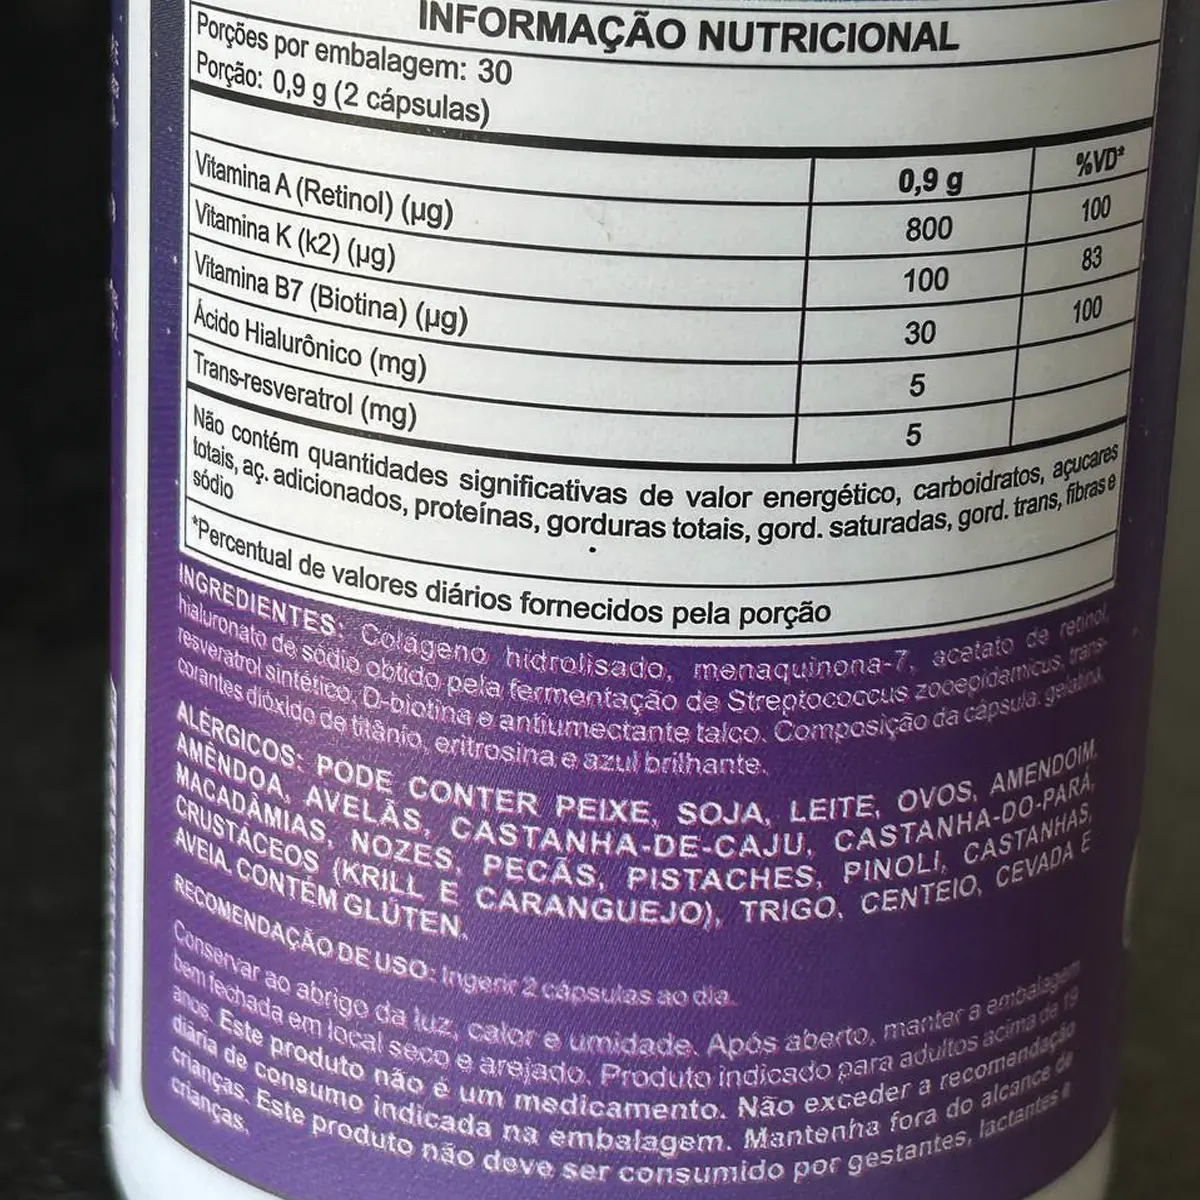 INFORMAÇÃO NUTRICIONAL
Porções por embalagem: 30
Porção: 0,9 g (2 cápsulas)
0,9 g %VD*
Vitamina A (Retinol) (µg) 800 100
Vitamina K (k2) (µg) 100 83
Vitamina B7 (Biotina) (µg) 30 100
Ácido Hialurônico (mg) 5
Trans-resveratrol (mg) 5
Não contém quantidades significativas de valor energético, carboidratos, açucares
totais, aç. adicionados, proteínas, gorduras totais, gord. saturadas, gord. trans, fibras e
sódio
*Percentual de valores diários fornecidos pela porção
INGREDIENTES: Colágeno hidrolisado, menaquinona-7, acetato de retinol,
hialuronato de sódio obtido pela fermentação de Streptococcus zooepidemicus, trans-
resveratrol sintético, D-biotina e antiumectante talco. Composição da cápsula: gelatina,
corantes dióxido de titânio, eritrosina e azul brilhante.
ALÉRGICOS: PODE CONTER PEIXE, SOJA, LEITE, OVOS, AMENDOIM,
AMÊNDOA, AVELÃS, CASTANHA-DE-CAJU, CASTANHA-DO-PARÁ,
MACADÂMIAS, NOZES, PECÃS, PISTACHES, PINOLI, CASTANHAS,
CRUSTÁCEOS (KRILL E CARANGUEJO), TRIGO, CENTEIO, CEVADA E
AVEIA. CONTÉM GLÚTEN.
RECOMENDAÇÃO DE USO: Ingerir 2 cápsulas ao dia.
Conservar ao abrigo da luz, calor e umidade. Após aberto, manter a embalagem
bem fechada em local seco e arejado. Produto indicado para adultos acima de 19
anos. Este produto não é um medicamento. Não exceder a recomendação
diária de consumo indicada na embalagem. Mantenha fora do alcance de
crianças. Este produto não deve ser consumido por gestantes, lactantes e
crianças.